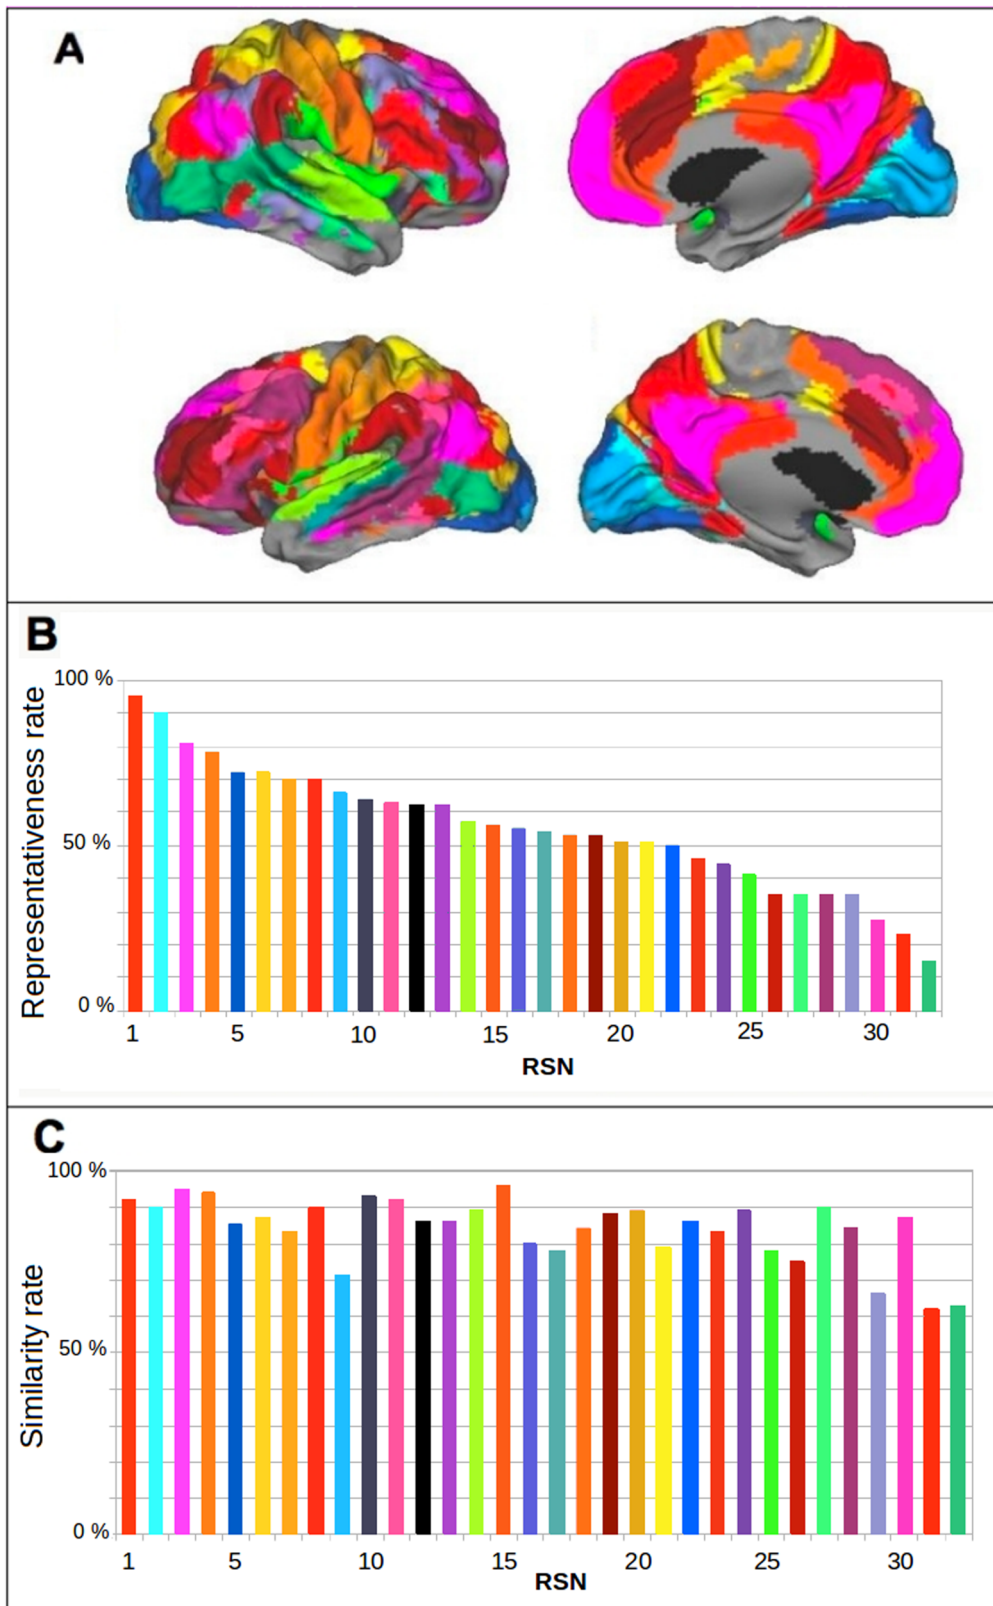 A
B
Representativeness rate
100 %
50 %
0 %
1 5 10 15 20 25 30
RSN
C
Similarity rate
100 %
50 %
0 %
1 5 10 15 20 25 30
RSN